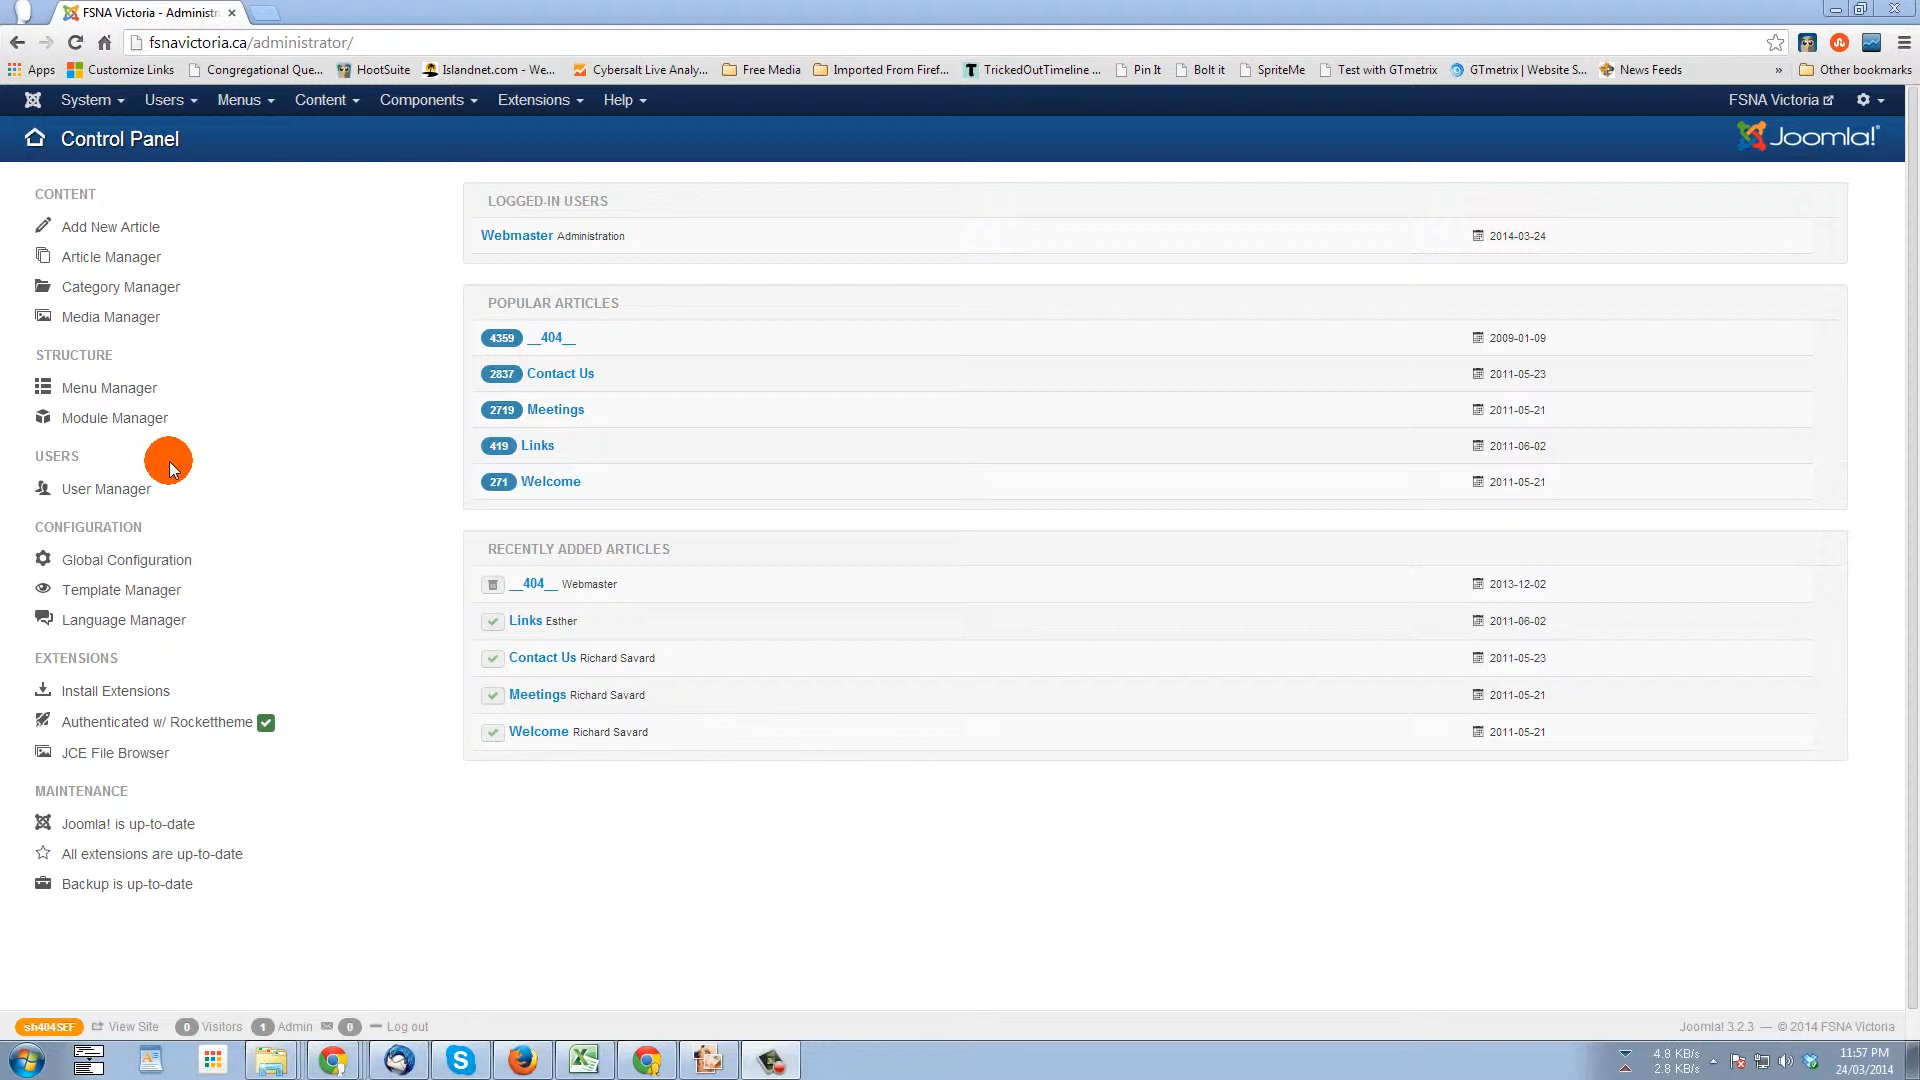 FSNA Victoria - Administra
fsnavictoria.ca/administrator/
Apps Customize Links Congregational Que... HootSuite Islandnet.com - We... Cybersalt Live Analy... Free Media Imported From Firef... TrickedOutTimeline ... Pin It Bolt it SpriteMe Test with GTmetrix GTmetrix | Website S... News Feeds » Other bookmarks
System Users Menus Content Components Extensions Help FSNA Victoria
Control Panel Joomla!
CONTENT
Add New Article
Article Manager
Category Manager
Media Manager
STRUCTURE
Menu Manager
Module Manager
USERS
User Manager
CONFIGURATION
Global Configuration
Template Manager
Language Manager
EXTENSIONS
Install Extensions
Authenticated w/ Rockettheme
JCE File Browser
MAINTENANCE
Joomla! is up-to-date
All extensions are up-to-date
Backup is up-to-date
LOGGED-IN USERS
Webmaster Administration 2014-03-24
POPULAR ARTICLES
4359 __404__ 2009-01-09
2837 Contact Us 2011-05-23
2719 Meetings 2011-05-21
419 Links 2011-06-02
271 Welcome 2011-05-21
RECENTLY ADDED ARTICLES
__404__ Webmaster 2013-12-02
Links Esther 2011-06-02
Contact Us Richard Savard 2011-05-23
Meetings Richard Savard 2011-05-21
Welcome Richard Savard 2011-05-21
sh404SEF View Site 0 Visitors 1 Admin 0 Log out Joomla! 3.2.3 — © 2014 FSNA Victoria
4.8 KB/s 11:57 PM
2.8 KB/s 24/03/2014